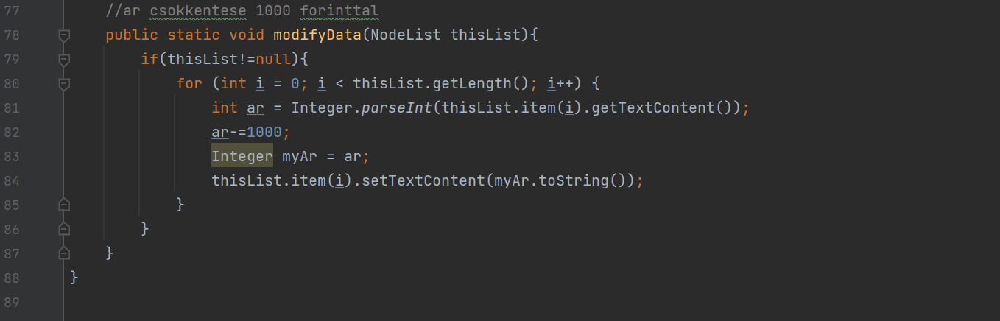 77 //ar csokkentese 1000 forinttal
78 public static void modifyData(NodeList thisList){
79 if(thisList!=null){
80 for (int i = 0; i < thisList.getLength(); i++) {
81 int ar = Integer.parseInt(thisList.item(i).getTextContent());
82 ar-=1000;
83 Integer myAr = ar;
84 thisList.item(i).setTextContent(myAr.toString());
85 }
86 }
87 }
88 }
89